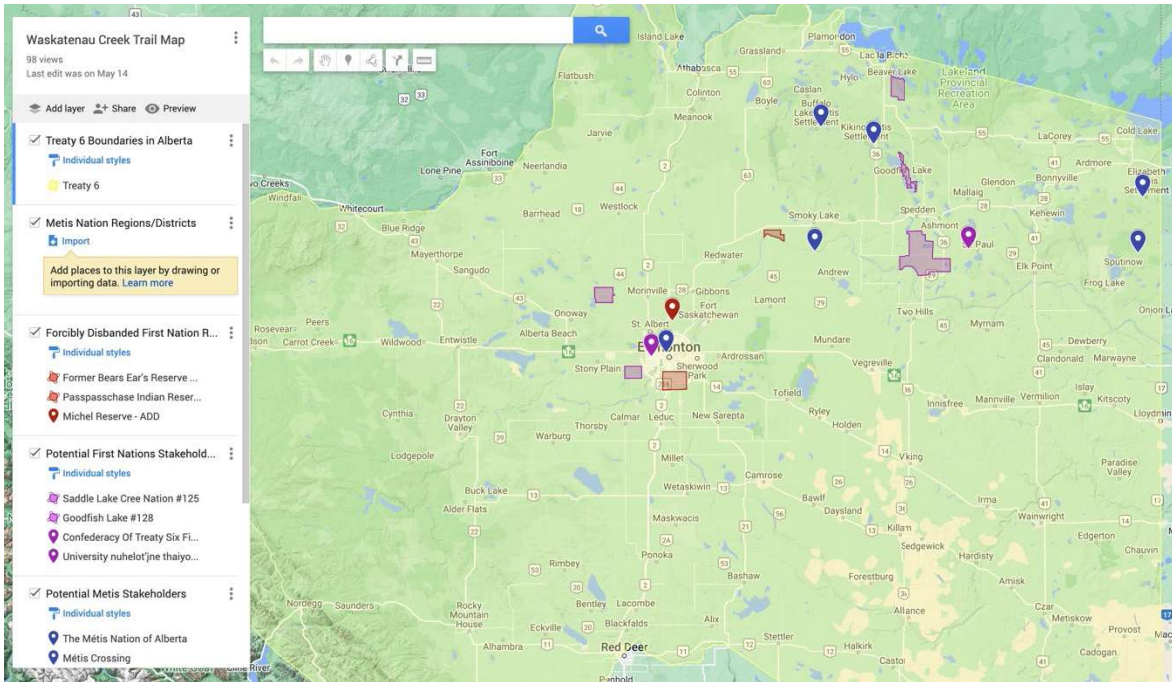 Waskatenau Creek Trail Map
98 views
Last edit was on May 14
Add layer Share Preview
Treaty 6 Boundaries in Alberta
Individual styles
Treaty 6
Metis Nation Regions/Districts
Import
Add places to this layer by drawing or
importing data. Learn more
Forcibly Disbanded First Nation R...
Individual styles
Former Bears Ear's Reserve ...
Passpasschase Indian Reser...
Michel Reserve - ADD
Potential First Nations Stakehold...
Individual styles
Saddle Lake Cree Nation #125
Goodfish Lake #128
Confederacy Of Treaty Six Fi...
University nuhelot'įne thaiyo...
Potential Metis Stakeholders
Individual styles
The Métis Nation of Alberta
Métis Crossing
Island Lake
Plamondon
Grassland
Lac la Biche
Athabasca
Hylo
Beaver Lake
Lakeland
Provincial
Recreation
Area
Flatbush
Colinton
Boyle
Caslan
Buffalo
Meanook
Jarvie
LaCorey
Cold Lake
Fort
Assiniboine
Lone Pine
Neerlandia
Ardmore
Glendon
Bonnyville
Elizabeth
Mallaig
Windfall
Whitecourt
Barrhead
Westlock
Smoky Lake
Spedden
Kehewin
Blue Ridge
Ashmont
Mayerthorpe
Redwater
Sangudo
Andrew
Elk Point
Sputinow
Frog Lake
Morinville
Gibbons
Onoway
Fort
Saskatchewan
Lamont
Two Hills
Myrnam
Rosevear
Peers
St. Albert
Alberta Beach
Carrot Creek
Wildwood
Entwistle
Mundare
Dewberry
Clandonald
Marwayne
Ardrossan
Stony Plain
Sherwood
Park
Vegreville
Tofield
Innisfree
Mannville
Vermilion
Islay
Kitscoty
Cynthia
Drayton
Valley
Calmar
Leduc
New Sarepta
Ryley
Thorsby
Holden
Warburg
Lodgepole
Millet
Viking
Paradise
Valley
Buck Lake
Wetaskiwin
Camrose
Bawlf
Irma
Alder Flats
Daysland
Wainwright
Maskwacis
Killam
Edgerton
Sedgewick
Chauvin
Ponoka
Hardisty
Rimbey
Bashaw
Forestburg
Amisk
Nordegg
Saunders
Rocky
Mountain
House
Bentley
Lacombe
Alliance
Czar
Metiskow
Blackfalds
Alix
Provost
Eckville
Stettler
Alhambra
Red Deer
Halkirk
Castor
Cadogan
Penhold